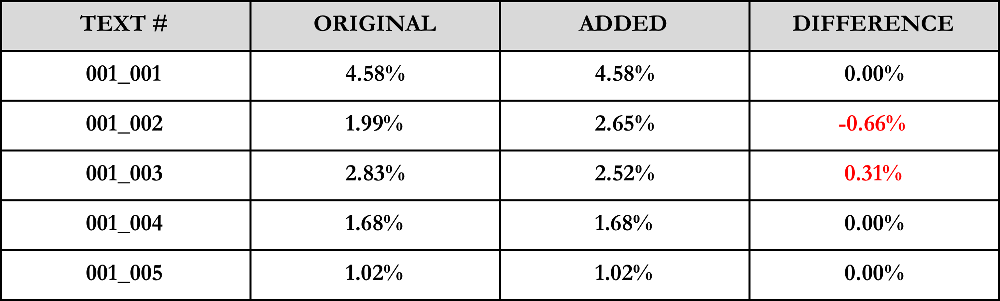 TEXT # ORIGINAL ADDED DIFFERENCE
001_001 4.58% 4.58% 0.00%
001_002 1.99% 2.65% -0.66%
001_003 2.83% 2.52% 0.31%
001_004 1.68% 1.68% 0.00%
001_005 1.02% 1.02% 0.00%